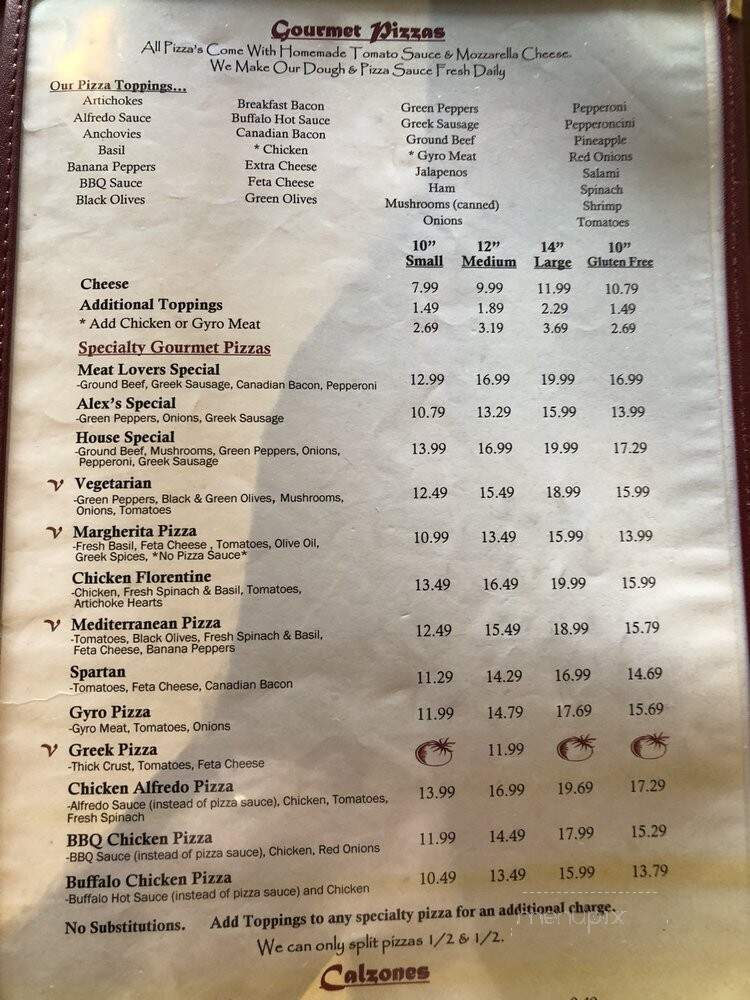 Gourmet Pizzas
All Pizza's Come With Homemade Tomato Sauce & Mozzarella Cheese.
We Make Our Dough & Pizza Sauce Fresh Daily
Our Pizza Toppings...
Artichokes
Alfredo Sauce
Anchovies
Basil
Banana Peppers
BBQ Sauce
Black Olives
Breakfast Bacon
Buffalo Hot Sauce
Canadian Bacon
* Chicken
Extra Cheese
Feta Cheese
Green Olives
Green Peppers
Greek Sausage
Ground Beef
* Gyro Meat
Jalapenos
Ham
Mushrooms (canned)
Onions
Pepperoni
Pepperoncini
Pineapple
Red Onions
Salami
Spinach
Shrimp
Tomatoes
10" 12" 14" 10"
Small Medium Large Gluten Free
Cheese 7.99 9.99 11.99 10.79
Additional Toppings 1.49 1.89 2.29 1.49
* Add Chicken or Gyro Meat 2.69 3.19 3.69 2.69
Specialty Gourmet Pizzas
Meat Lovers Special 12.99 16.99 19.99 16.99
-Ground Beef, Greek Sausage, Canadian Bacon, Pepperoni
Alex's Special 10.79 13.29 15.99 13.99
-Green Peppers, Onions, Greek Sausage
House Special 13.99 16.99 19.99 17.29
-Ground Beef, Mushrooms, Green Peppers, Onions,
Pepperoni, Greek Sausage
V Vegetarian 12.49 15.49 18.99 15.99
-Green Peppers, Black & Green Olives, Mushrooms,
Onions, Tomatoes
V Margherita Pizza 10.99 13.49 15.99 13.99
-Fresh Basil, Feta Cheese , Tomatoes, Olive Oil,
Greek Spices, *No Pizza Sauce*
Chicken Florentine 13.49 16.49 19.99 15.99
-Chicken, Fresh Spinach & Basil, Tomatoes,
Artichoke Hearts
V Mediterranean Pizza 12.49 15.49 18.99 15.79
-Tomatoes, Black Olives, Fresh Spinach & Basil,
Feta Cheese, Banana Peppers
Spartan 11.29 14.29 16.99 14.69
-Tomatoes, Feta Cheese, Canadian Bacon
Gyro Pizza 11.99 14.79 17.69 15.69
-Gyro Meat, Tomatoes, Onions
V Greek Pizza 11.99
-Thick Crust, Tomatoes, Feta Cheese
Chicken Alfredo Pizza 13.99 16.99 19.69 17.29
-Alfredo Sauce (instead of pizza sauce), Chicken, Tomatoes,
Fresh Spinach
BBQ Chicken Pizza 11.99 14.49 17.99 15.29
-BBQ Sauce (instead of pizza sauce), Chicken, Red Onions
Buffalo Chicken Pizza 10.49 13.49 15.99 13.79
-Buffalo Hot Sauce (instead of pizza sauce) and Chicken
No Substitutions. Add Toppings to any specialty pizza for an additional charge.
menupix
We can only split pizzas 1/2 & 1/2.
Calzones